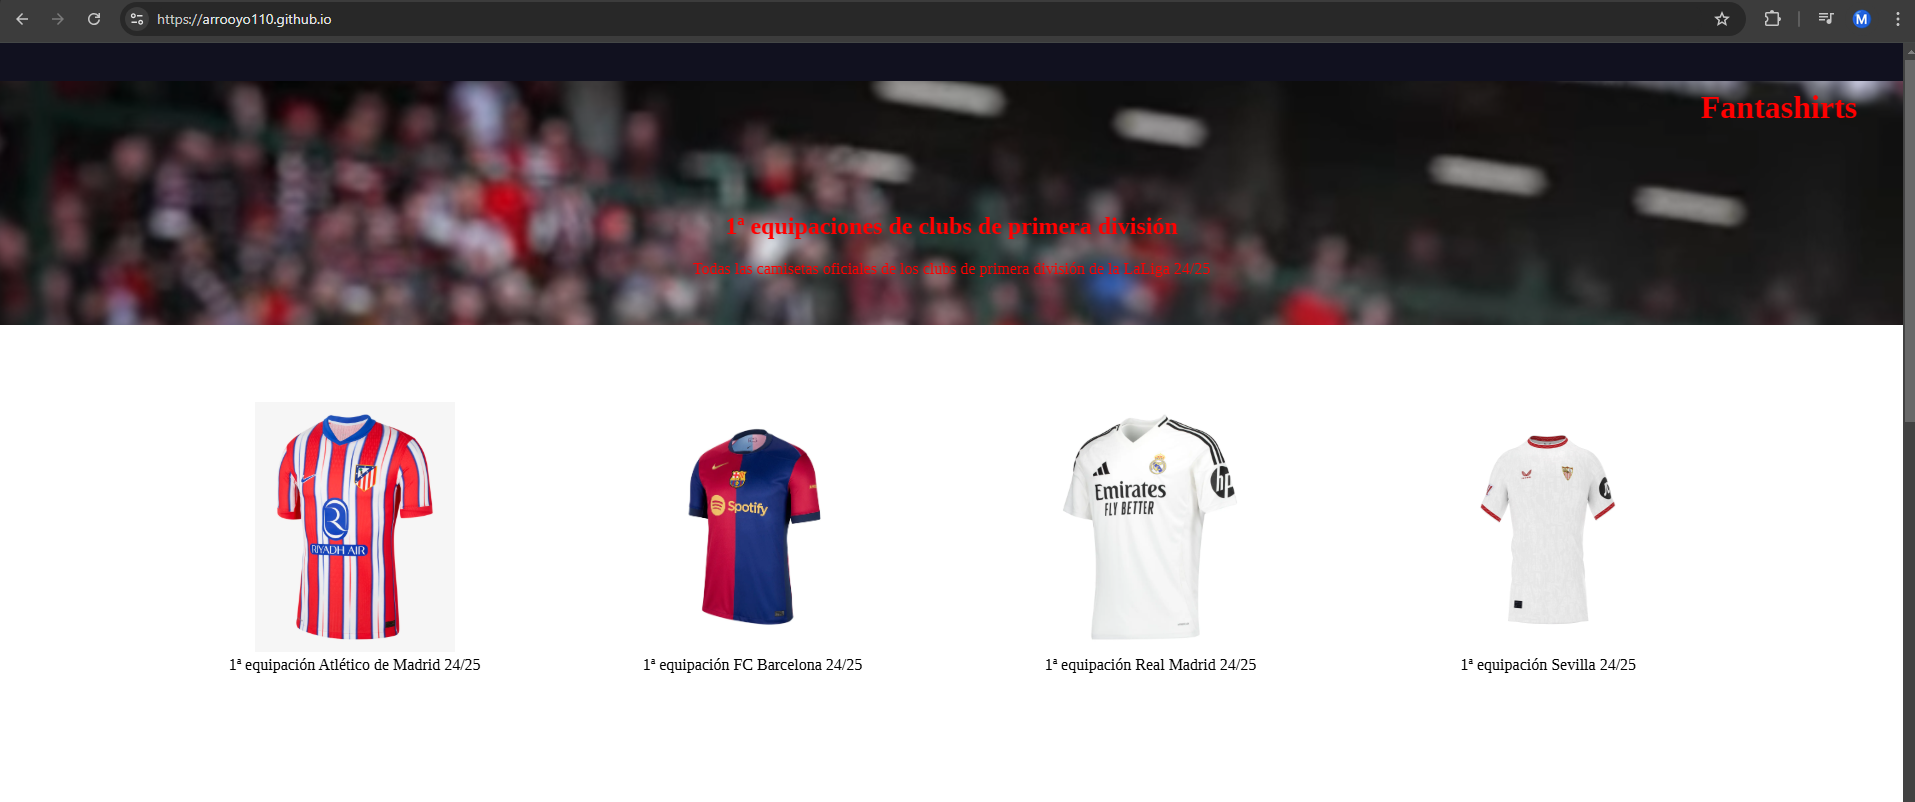 https://arrooyo110.github.io
M
Fantashirts
1ª equipaciones de clubs de primera división
Todas las camisetas oficiales de los clubs de primera división de la LaLiga 24/25
RIYADH AIR
Spotify
Emirates
FLY BETTER
hp
1ª equipación Atlético de Madrid 24/25
1ª equipación FC Barcelona 24/25
1ª equipación Real Madrid 24/25
1ª equipación Sevilla 24/25